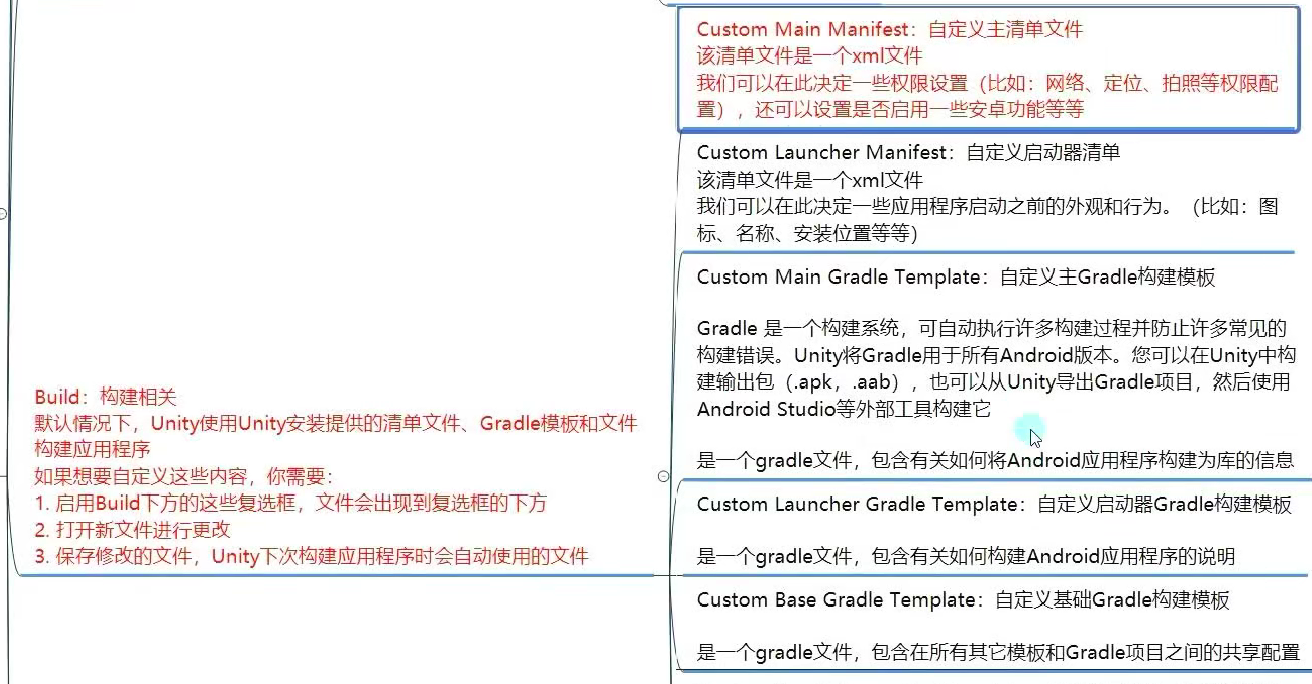 Build：构建相关
默认情况下，Unity使用Unity安装提供的清单文件、Gradle模板和文件
构建应用程序
如果想要自定义这些内容，你需要：
1. 启用Build下方的这些复选框，文件会出现到复选框的下方
2. 打开新文件进行更改
3. 保存修改的文件，Unity下次构建应用程序时会自动使用的文件
Custom Main Manifest：自定义主清单文件
该清单文件是一个xml文件
我们可以在此决定一些权限设置（比如：网络、定位、拍照等权限配
置），还可以设置是否启用一些安卓功能等等
Custom Launcher Manifest：自定义启动器清单
该清单文件是一个xml文件
我们可以在此决定一些应用程序启动之前的外观和行为。（比如：图
标、名称、安装位置等等）
Custom Main Gradle Template：自定义主Gradle构建模板
Gradle 是一个构建系统，可自动执行许多构建过程并防止许多常见的
构建错误。Unity将Gradle用于所有Android版本。您可以在Unity中构
建输出包（.apk，.aab），也可以从Unity导出Gradle项目，然后使用
Android Studio等外部工具构建它
是一个gradle文件，包含有关如何将Android应用程序构建为库的信息
Custom Launcher Gradle Template：自定义启动器Gradle构建模板
是一个gradle文件，包含有关如何构建Android应用程序的说明
Custom Base Gradle Template：自定义基础Gradle构建模板
是一个gradle文件，包含在所有其它模板和Gradle项目之间的共享配置